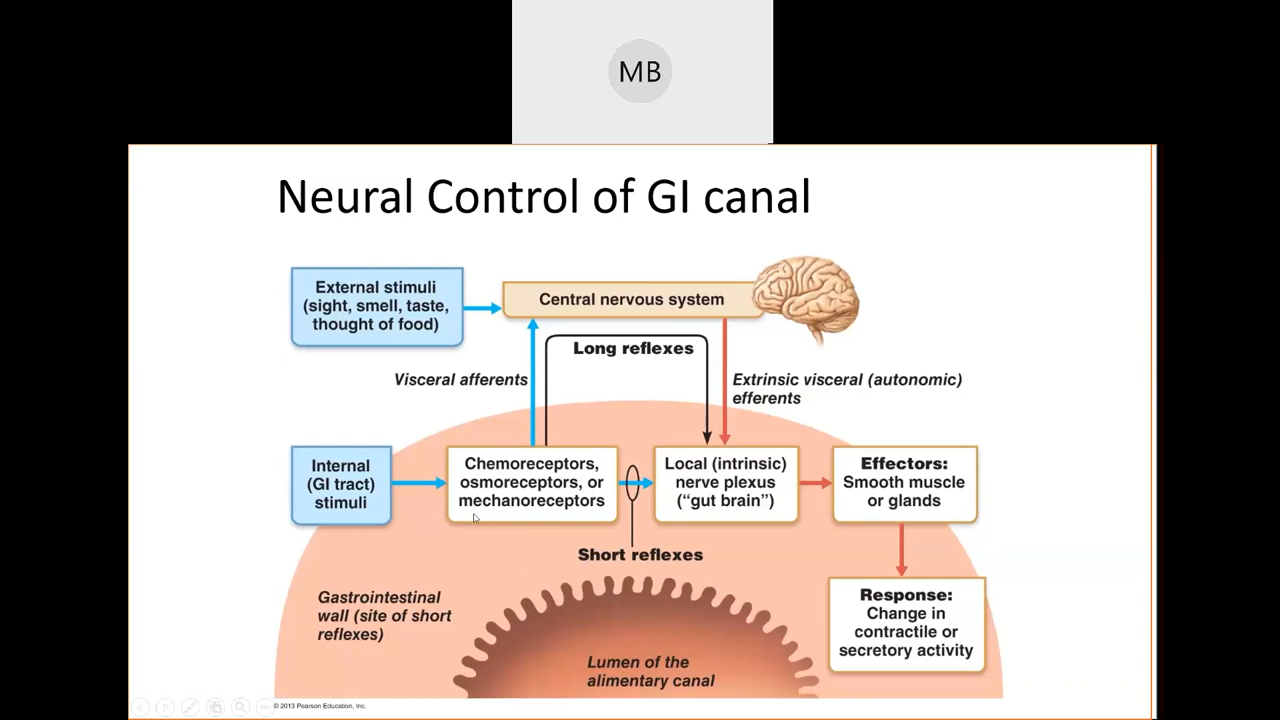 MB
Neural Control of GI canal
External stimuli
(sight, smell, taste,
thought of food)
Central nervous system
Long reflexes
Visceral afferents
Extrinsic visceral (autonomic)
efferents
Internal
(GI tract)
stimuli
Chemoreceptors,
osmoreceptors, or
mechanoreceptors
Local (intrinsic)
nerve plexus
(“gut brain”)
Effectors:
Smooth muscle
or glands
Short reflexes
Gastrointestinal
wall (site of short
reflexes)
Response:
Change in
contractile or
secretory activity
Lumen of the
alimentary canal
© 2013 Pearson Education, Inc.